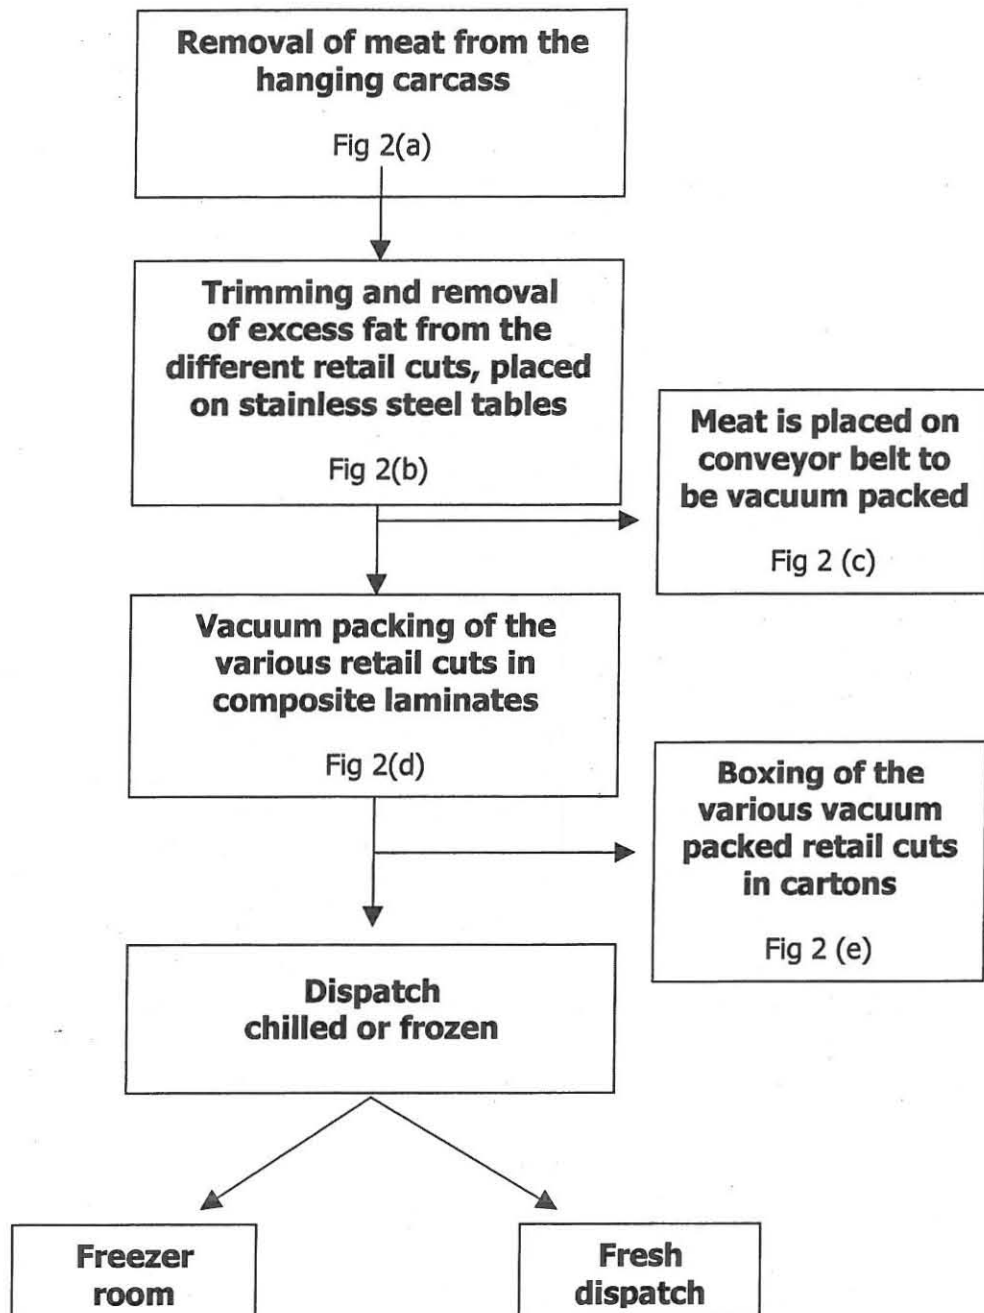 Removal of meat from the
hanging carcass
Fig 2(a)
Trimming and removal
of excess fat from the
different retail cuts, placed
on stainless steel tables
Fig 2(b)
Meat is placed on
conveyor belt to
be vacuum packed
Fig 2 (c)
Vacuum packing of the
various retail cuts in
composite laminates
Fig 2(d)
Boxing of the
various vacuum
packed retail cuts
in cartons
Fig 2 (e)
Dispatch
chilled or frozen
Freezer
room
Fresh
dispatch